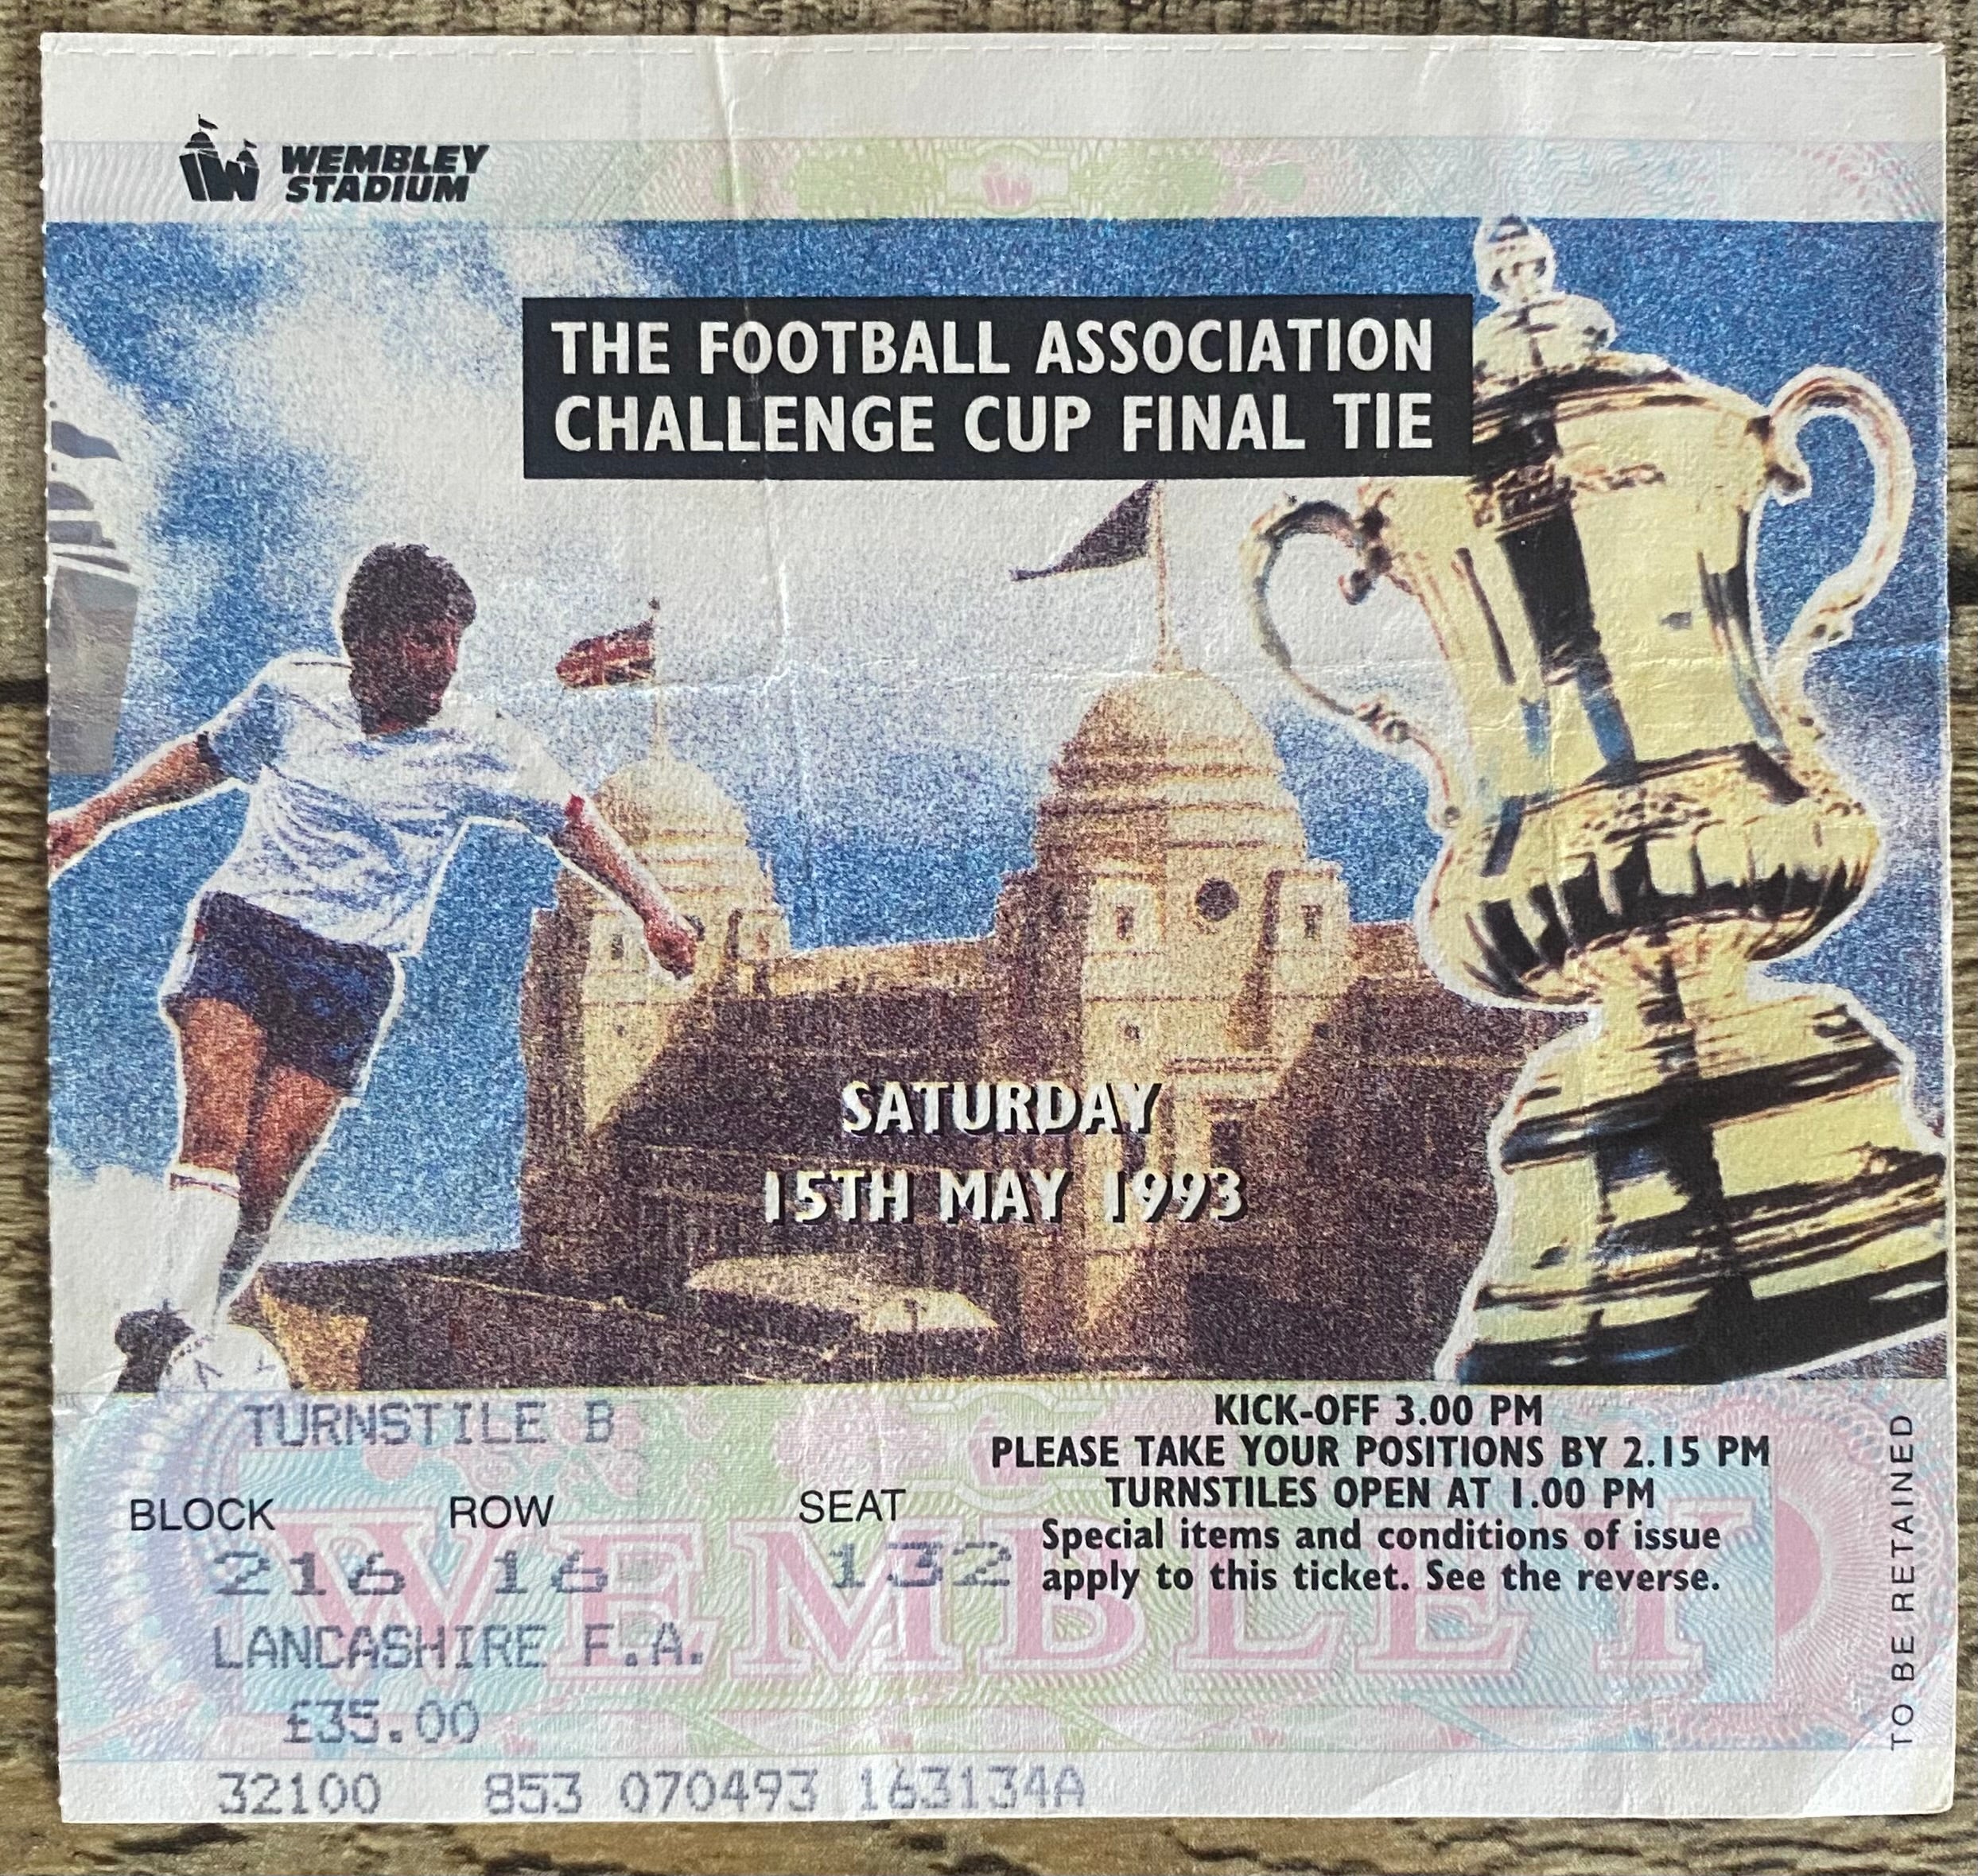 WEMBLEY
STADIUM
THE FOOTBALL ASSOCIATION
CHALLENGE CUP FINAL TIE
SATURDAY
15TH MAY 1993
TURNSTILE B
BLOCK ROW SEAT
216 16 132
LANCASHIRE F.A.
£35.00
32100 853 070493 163134A
KICK-OFF 3.00 PM
PLEASE TAKE YOUR POSITIONS BY 2.15 PM
TURNSTILES OPEN AT 1.00 PM
Special items and conditions of issue
apply to this ticket. See the reverse.
WEMBLEY
TO BE RETAINED